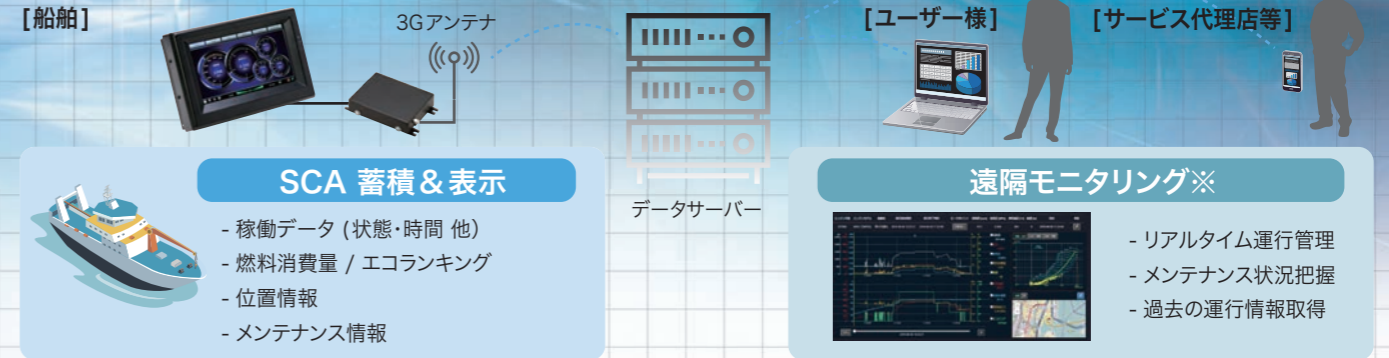 [船舶]
3Gアンテナ
[ユーザー様]
[サービス代理店等]
SCA 蓄積＆表示
- 稼働データ (状態・時間 他）
- 燃料消費量 / エコランキング
- 位置情報
- メンテナンス情報
データサーバー
遠隔モニタリング※
- リアルタイム運行管理
- メンテナンス状況把握
- 過去の運行情報取得